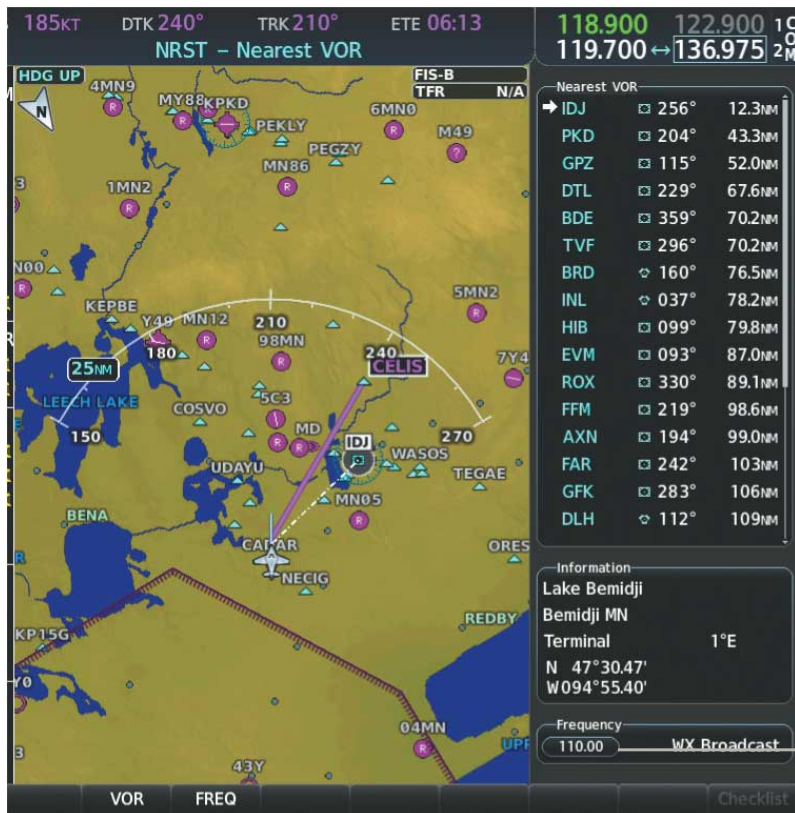 185KT DTK 240° TRK 210° ETE 06:13
NRST – Nearest VOR
118.900 122.900 1
119.700 ↔ 136.975 2
HDG UP
N
FIS-B
TFR N/A
4MN9
MY88
KPKD
PEKLY
6MN0
M49
?
PEGZY
MN86
R
1MN2
R
N00
R
KEPBE
Y49
MN12
R
98MN
R
5MN2
R
7Y4
210
180
240
CELIS
25NM
LEECH LAKE
COSVO
5C3
MD
R
R
150
270
IDJ
WASOS
TEGAE
UDAYU
MN05
R
BENA
CADAR
NECIG
ORES
REDBY
KP15G
Y0
04MN
R
UPP
43Y
Nearest VOR
IDJ 256° 12.3NM
PKD 204° 43.3NM
GPZ 115° 52.0NM
DTL 229° 67.6NM
BDE 359° 70.2NM
TVF 296° 70.2NM
BRD 160° 76.5NM
INL 037° 78.2NM
HIB 099° 79.8NM
EVM 093° 87.0NM
ROX 330° 89.1NM
FFM 219° 98.6NM
AXN 194° 99.0NM
FAR 242° 103NM
GFK 283° 106NM
DLH 112° 109NM
Information
Lake Bemidji
Bemidji MN
Terminal 1°E
N 47°30.47'
W094°55.40'
Frequency
110.00 WX Broadcast
VOR FREQ Checklist